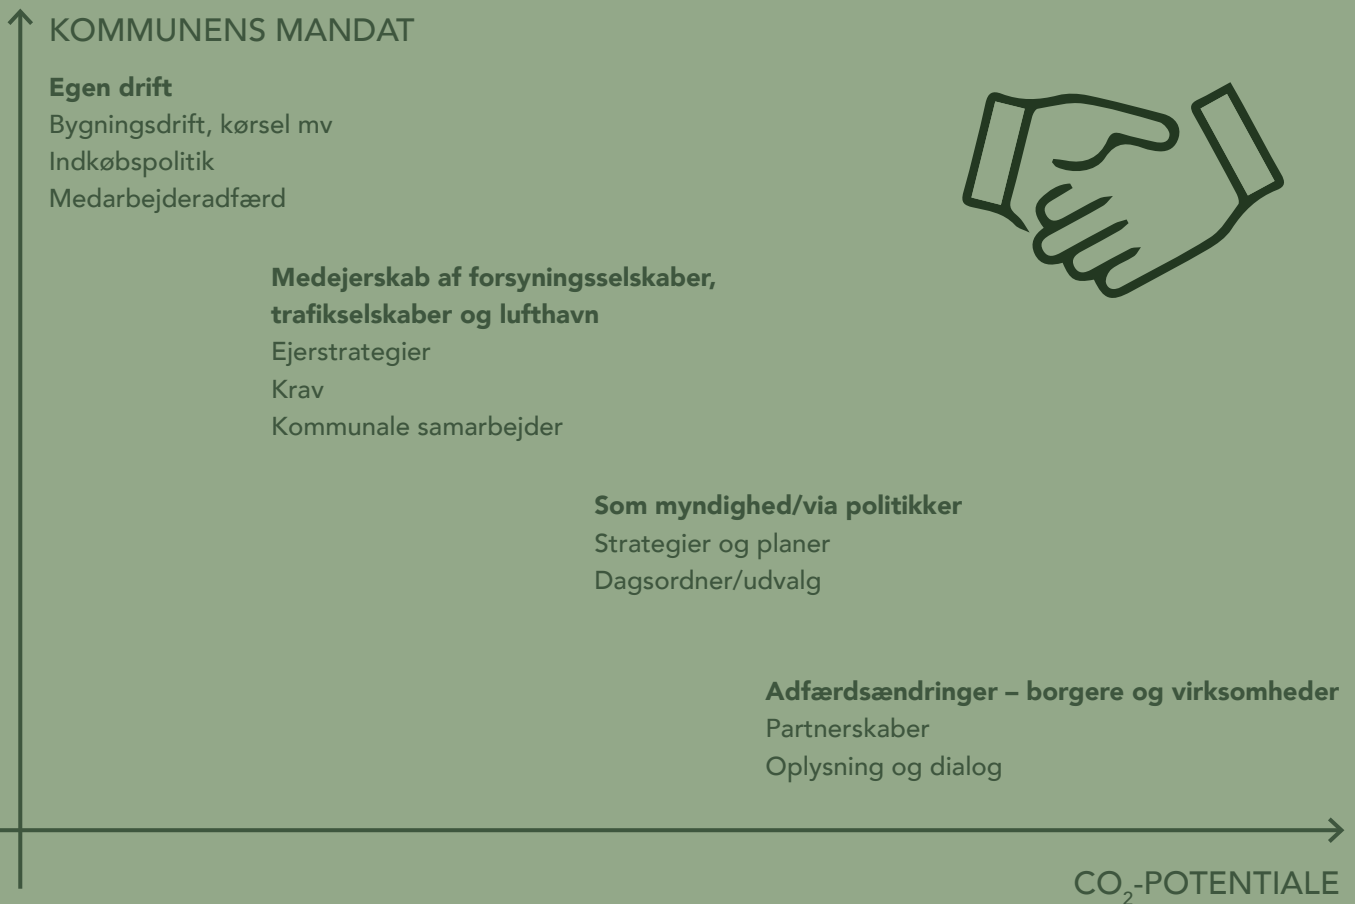 KOMMUNENS MANDAT
Egen drift
Bygningsdrift, kørsel mv
Indkøbspolitik
Medarbejderadfærd
Medejerskab af forsyningsselskaber,
trafikselskaber og lufthavn
Ejerstrategier
Krav
Kommunale samarbejder
Som myndighed/via politikker
Strategier og planer
Dagsordner/udvalg
Adfærdsændringer – borgere og virksomheder
Partnerskaber
Oplysning og dialog
CO₂-POTENTIALE